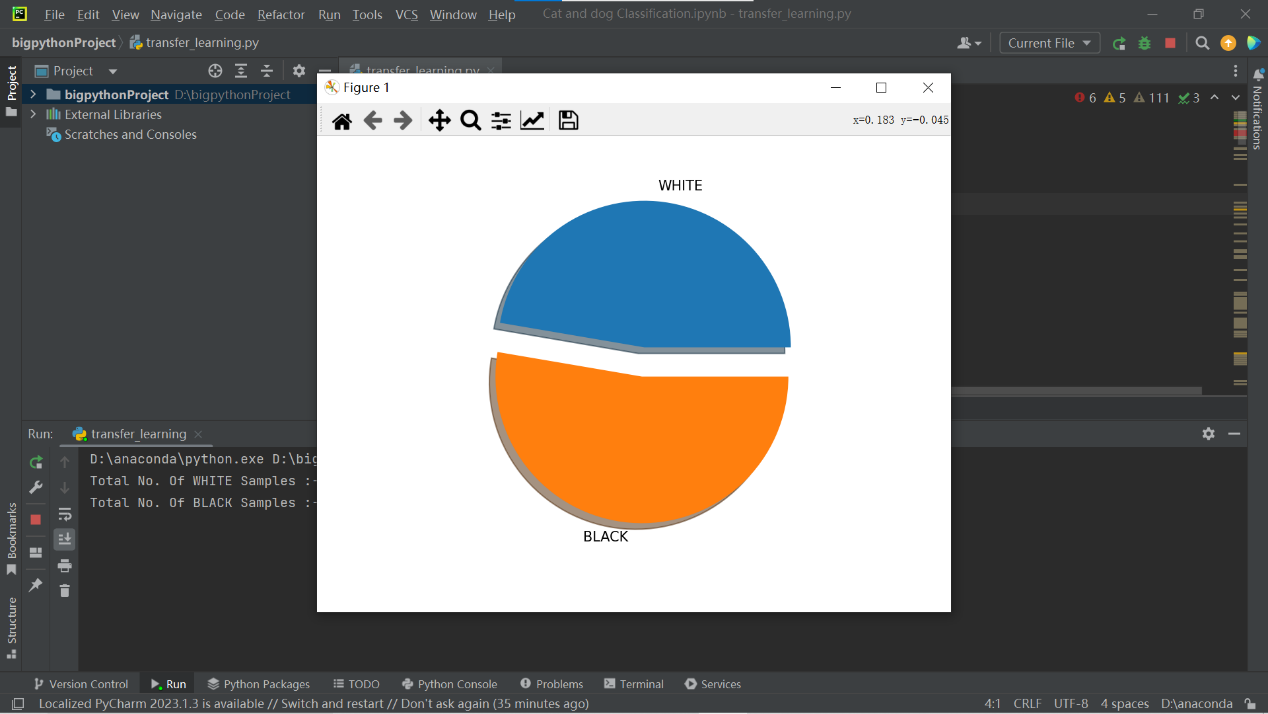 PC File Edit View Navigate Code Refactor Run Tools VCS Window Help Cat and dog Classification.ipynb - transfer_learning.py
bigpythonProject transfer_learning.py Current File
Project transfer_learning.py
bigpythonProject D:\bigpythonProject
External Libraries
Scratches and Consoles
6 5 111 3
Project
Notifications
Figure 1
x=0.183 y=−0.045
WHITE
BLACK
Run: transfer_learning
D:\anaconda\python.exe D:\big
Total No. Of WHITE Samples :-
Total No. Of BLACK Samples :-
Bookmarks
Structure
Version Control Run Python Packages TODO Python Console Problems Terminal Services
Localized PyCharm 2023.1.3 is available // Switch and restart // Don't ask again (35 minutes ago) 4:1 CRLF UTF-8 4 spaces D:\anaconda